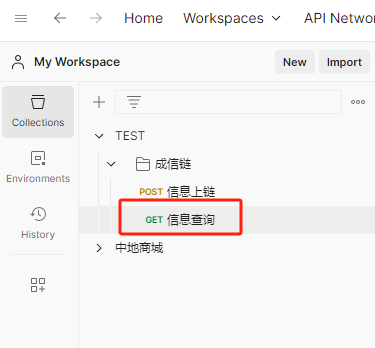 Home Workspaces API Network
My Workspace New Import
Collections
TEST
成信链
Environments
POST 信息上链
GET 信息查询
History
中地商城